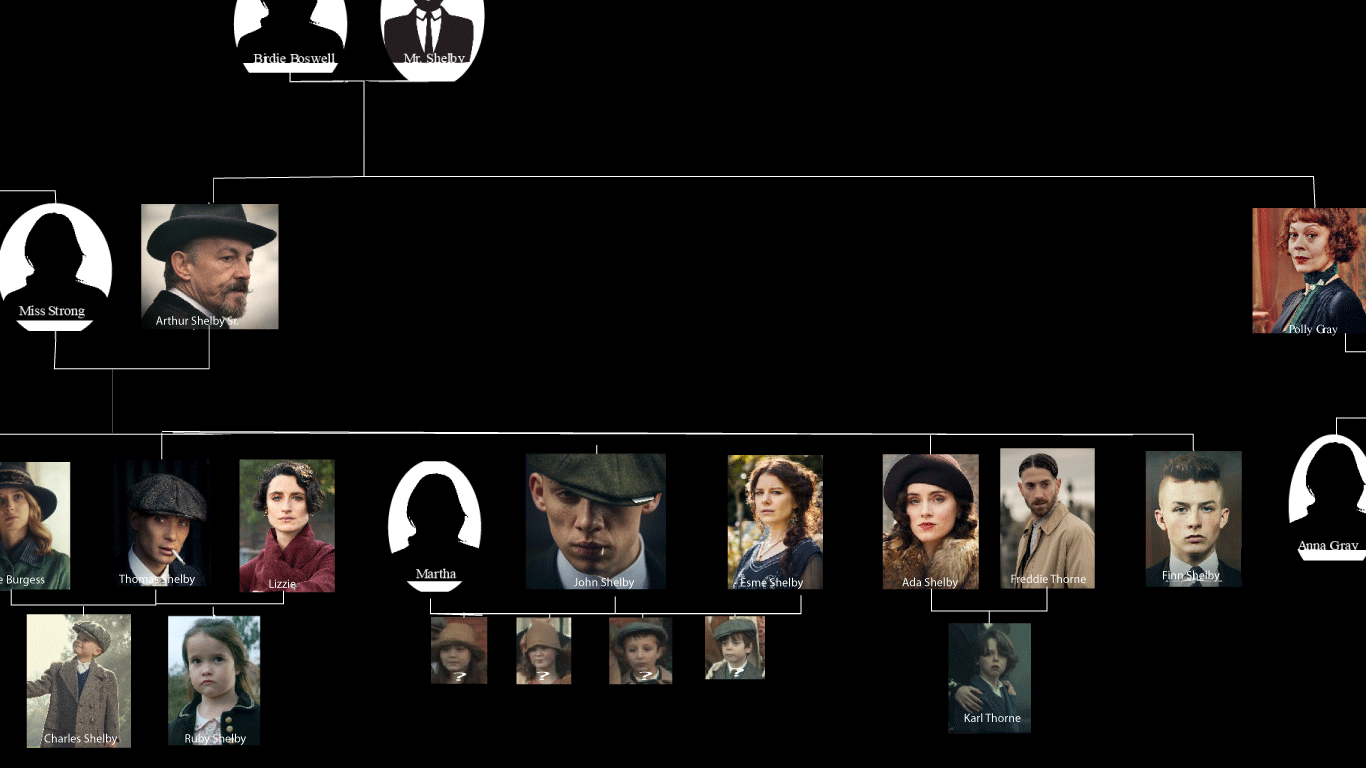 Birdie Boswell
Mr. Shelby
Miss Strong
Arthur Shelby Sr.
Polly Gray
e Burgess
Thomas Shelby
Lizzie
Martha
John Shelby
Esme Shelby
Ada Shelby
Freddie Thorne
Finn Shelby
Anna Gray
?
?
?
?
Charles Shelby
Ruby Shelby
Karl Thorne